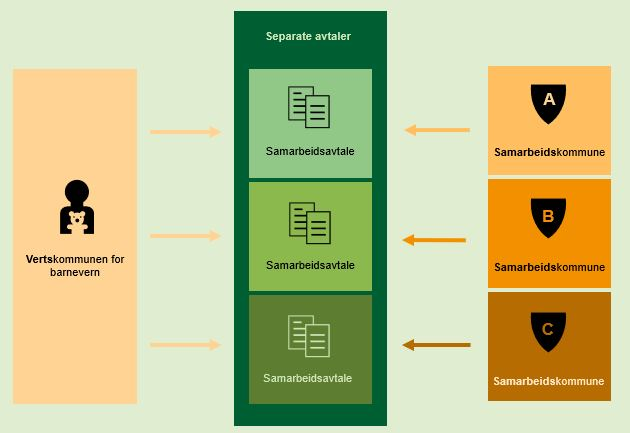 Separate avtaler
Vertskommunen for
barnevern
Samarbeidsavtale
Samarbeidsavtale
Samarbeidsavtale
A
Samarbeidskommune
B
Samarbeidskommune
C
Samarbeidskommune